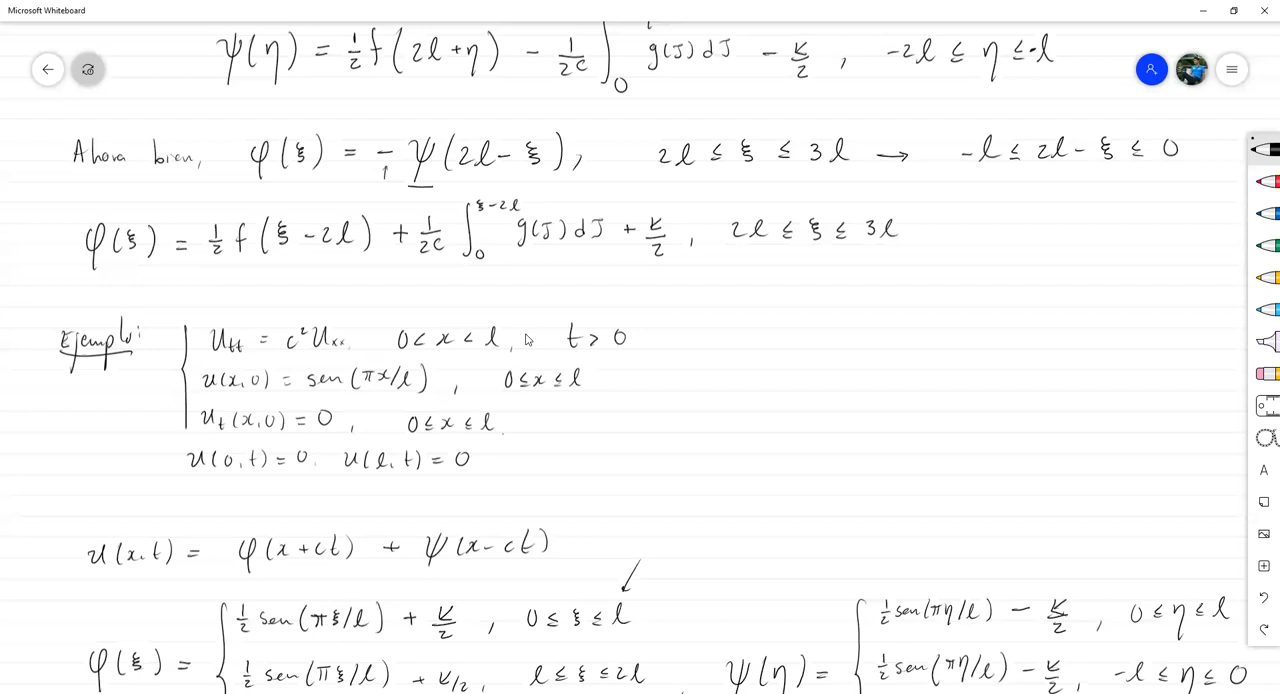 Microsoft Whiteboard
ψ(η) = 1/2 f(2l+η) − 1/2c ∫₀ g(J)dJ − K/2 , -2l ≤ η ≤ -l
Ahora bien, φ(ξ) = − ψ(2l−ξ), 2l ≤ ξ ≤ 3l → -l ≤ 2l−ξ ≤ 0
φ(ξ) = 1/2 f(ξ−2l) + 1/2c ∫₀^(ξ−2l) g(J)dJ + K/2 , 2l ≤ ξ ≤ 3l
Ejemplo: u_tt = c² u_xx 0 < x < l, t > 0
u(x,0) = sen(πx/l) , 0 ≤ x ≤ l
u_t(x,0) = 0 , 0 ≤ x ≤ l.
u(0,t) = 0, u(l,t) = 0
u(x,t) = φ(x+ct) + ψ(x−ct)
φ(ξ) = { 1/2 sen(πξ/l) + K/2 , 0 ≤ ξ ≤ l
1/2 sen(πξ/l) + K/2, l ≤ ξ ≤ 2l
ψ(η) = { 1/2 sen(πη/l) − K/2 , 0 ≤ η ≤ l
1/2 sen(πη/l) − K/2 , -l ≤ η ≤ 0